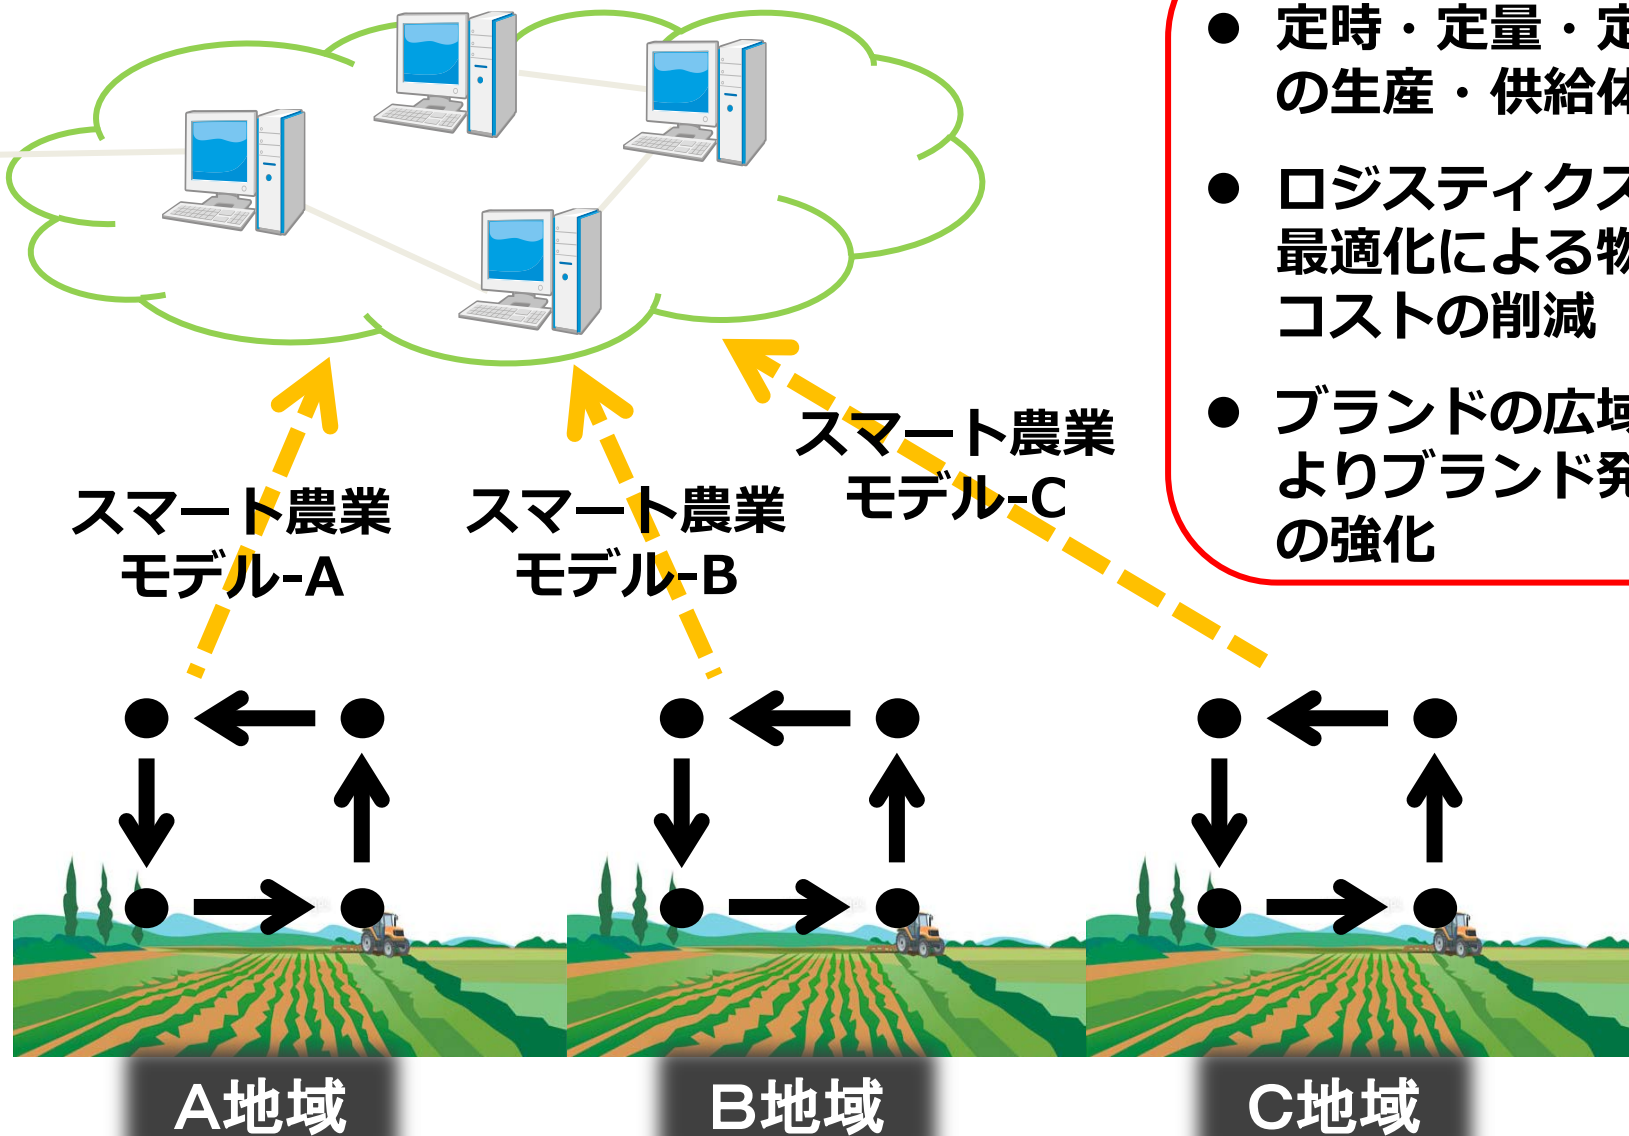 ● 定時・定量・定
の生産・供給体
● ロジスティクス
最適化による物
コストの削減
● ブランドの広域
よりブランド発
の強化
スマート農業
モデル-A
スマート農業
モデル-B
スマート農業
モデル-C
A地域
B地域
C地域